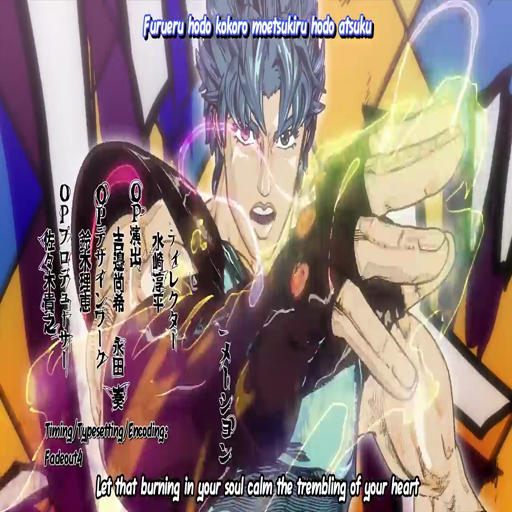 Furueru hodo kokoro moetsukiru hodo atsuku
ディレクター
水崎淳平
OP演出
吉邉尚希 永田 奏
OPデザインワーク
鈴木理恵
OPプロデューサー
佐々木貴之
メーション
Timing/Typesetting/Encoding:
Fadeout4
Let that burning in your soul calm the trembling of your heart